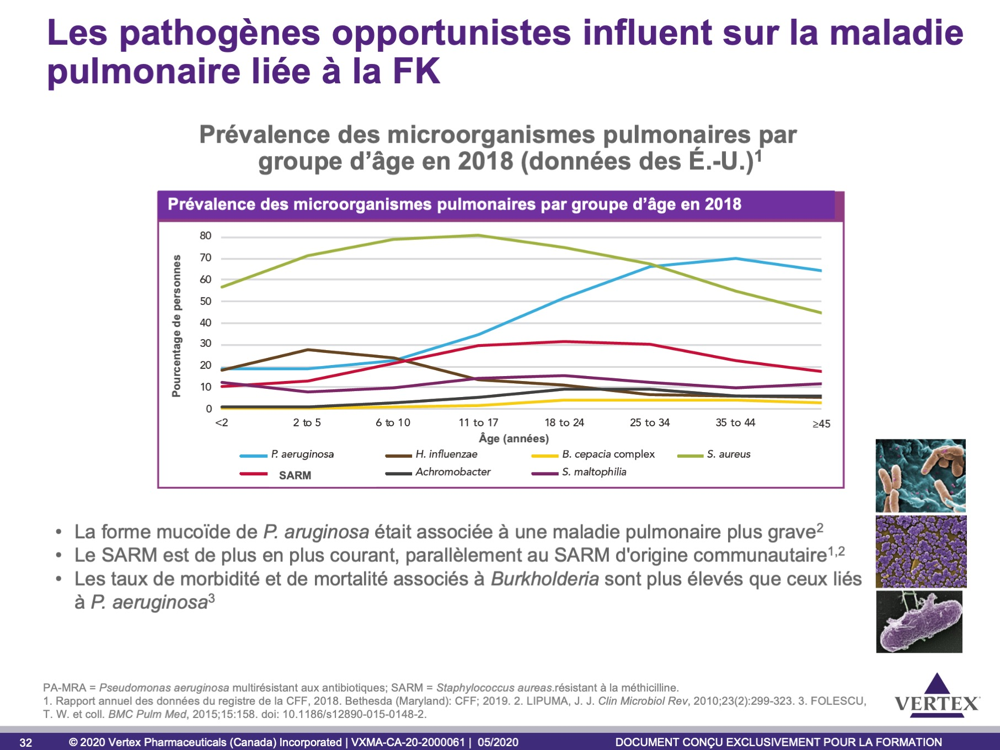 Les pathogènes opportunistes influent sur la maladie
pulmonaire liée à la FK
Prévalence des microorganismes pulmonaires par
groupe d’âge en 2018 (données des É.-U.)1
Prévalence des microorganismes pulmonaires par groupe d’âge en 2018
Pourcentage de personnes
80
70
60
50
40
30
20
10
0
<2 2 to 5 6 to 10 11 to 17 18 to 24 25 to 34 35 to 44 ≥45
Âge (années)
P. aeruginosa H. influenzae B. cepacia complex S. aureus
SARM Achromobacter S. maltophilia
• La forme mucoïde de P. aruginosa était associée à une maladie pulmonaire plus grave2
• Le SARM est de plus en plus courant, parallèlement au SARM d'origine communautaire1,2
• Les taux de morbidité et de mortalité associés à Burkholderia sont plus élevés que ceux liés
à P. aeruginosa3
PA-MRA = Pseudomonas aeruginosa multirésistant aux antibiotiques; SARM = Staphylococcus aureas.résistant à la méthicilline.
1. Rapport annuel des données du registre de la CFF, 2018. Bethesda (Maryland): CFF; 2019. 2. LIPUMA, J. J. Clin Microbiol Rev, 2010;23(2):299-323. 3. FOLESCU,
T. W. et coll. BMC Pulm Med, 2015;15:158. doi: 10.1186/s12890-015-0148-2.
VERTEX
32 © 2020 Vertex Pharmaceuticals (Canada) Incorporated | VXMA-CA-20-2000061 | 05/2020 DOCUMENT CONÇU EXCLUSIVEMENT POUR LA FORMATION